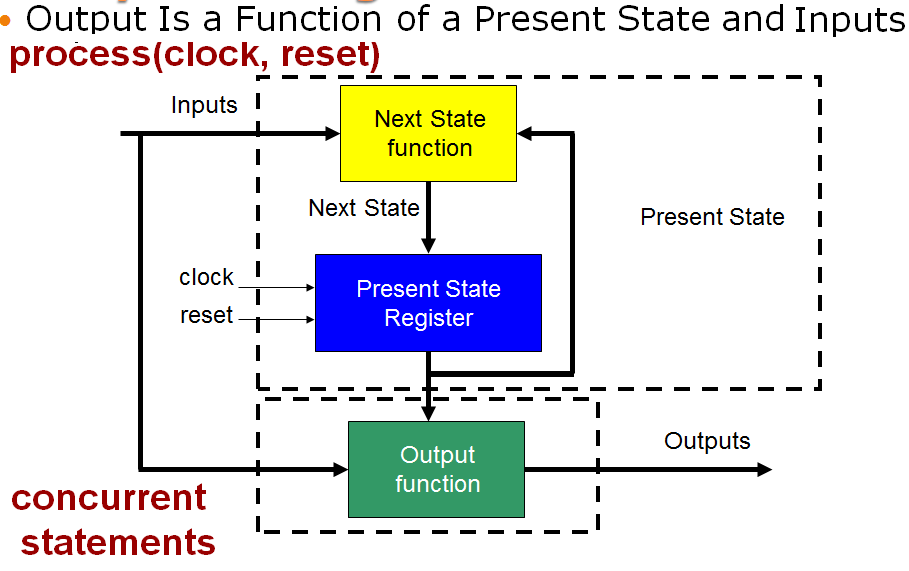 • Output Is a Function of a Present State and Inputs
process(clock, reset)
Inputs
Next State
function
Next State
Present State
clock
reset
Present State
Register
Outputs
Output
function
concurrent
statements